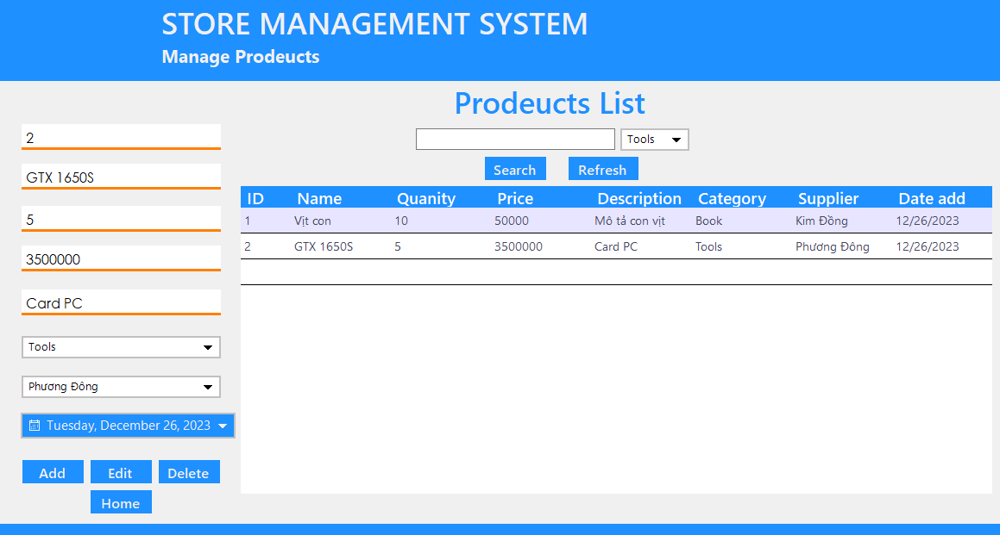 STORE MANAGEMENT SYSTEM
Manage Prodeucts
Prodeucts List
Tools
Search Refresh
2
GTX 1650S
5
3500000
Card PC
Tools
Phương Đông
Tuesday, December 26, 2023
Add Edit Delete
Home
ID Name Quanity Price Description Category Supplier Date add
1 Vịt con 10 50000 Mô tả con vịt Book Kim Đồng 12/26/2023
2 GTX 1650S 5 3500000 Card PC Tools Phương Đông 12/26/2023